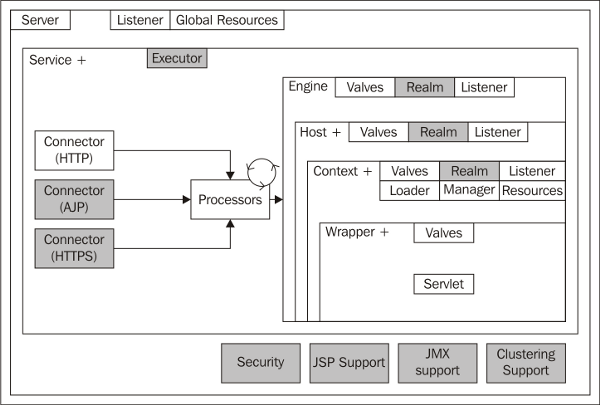 Server Listener Global Resources
Service + Executor
Engine Valves Realm Listener
Host + Valves Realm Listener
Connector
(HTTP)
Context + Valves Realm Listener
Loader Manager Resources
Connector
(AJP)
Processors
Wrapper + Valves
Connector
(HTTPS)
Servlet
Security
JSP Support
JMX
support
Clustering
Support